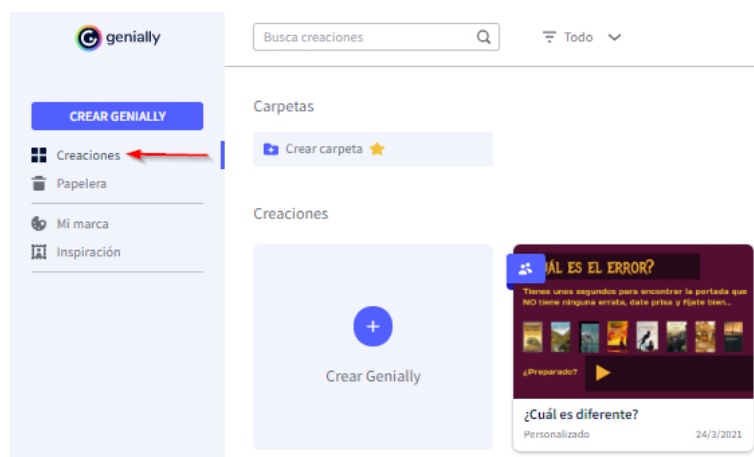 genially
Busca creaciones
Todo
CREAR GENIALLY
Creaciones
Papelera
Mi marca
Inspiración
Carpetas
Crear carpeta
Creaciones
Crear Genially
UÁL ES EL ERROR?
Tienes unos segundos para encontrar la portada que
NO tiene ninguna errata, date prisa y fíjate bien...
¿Preparado?
¿Cuál es diferente?
Personalizado 24/3/2021